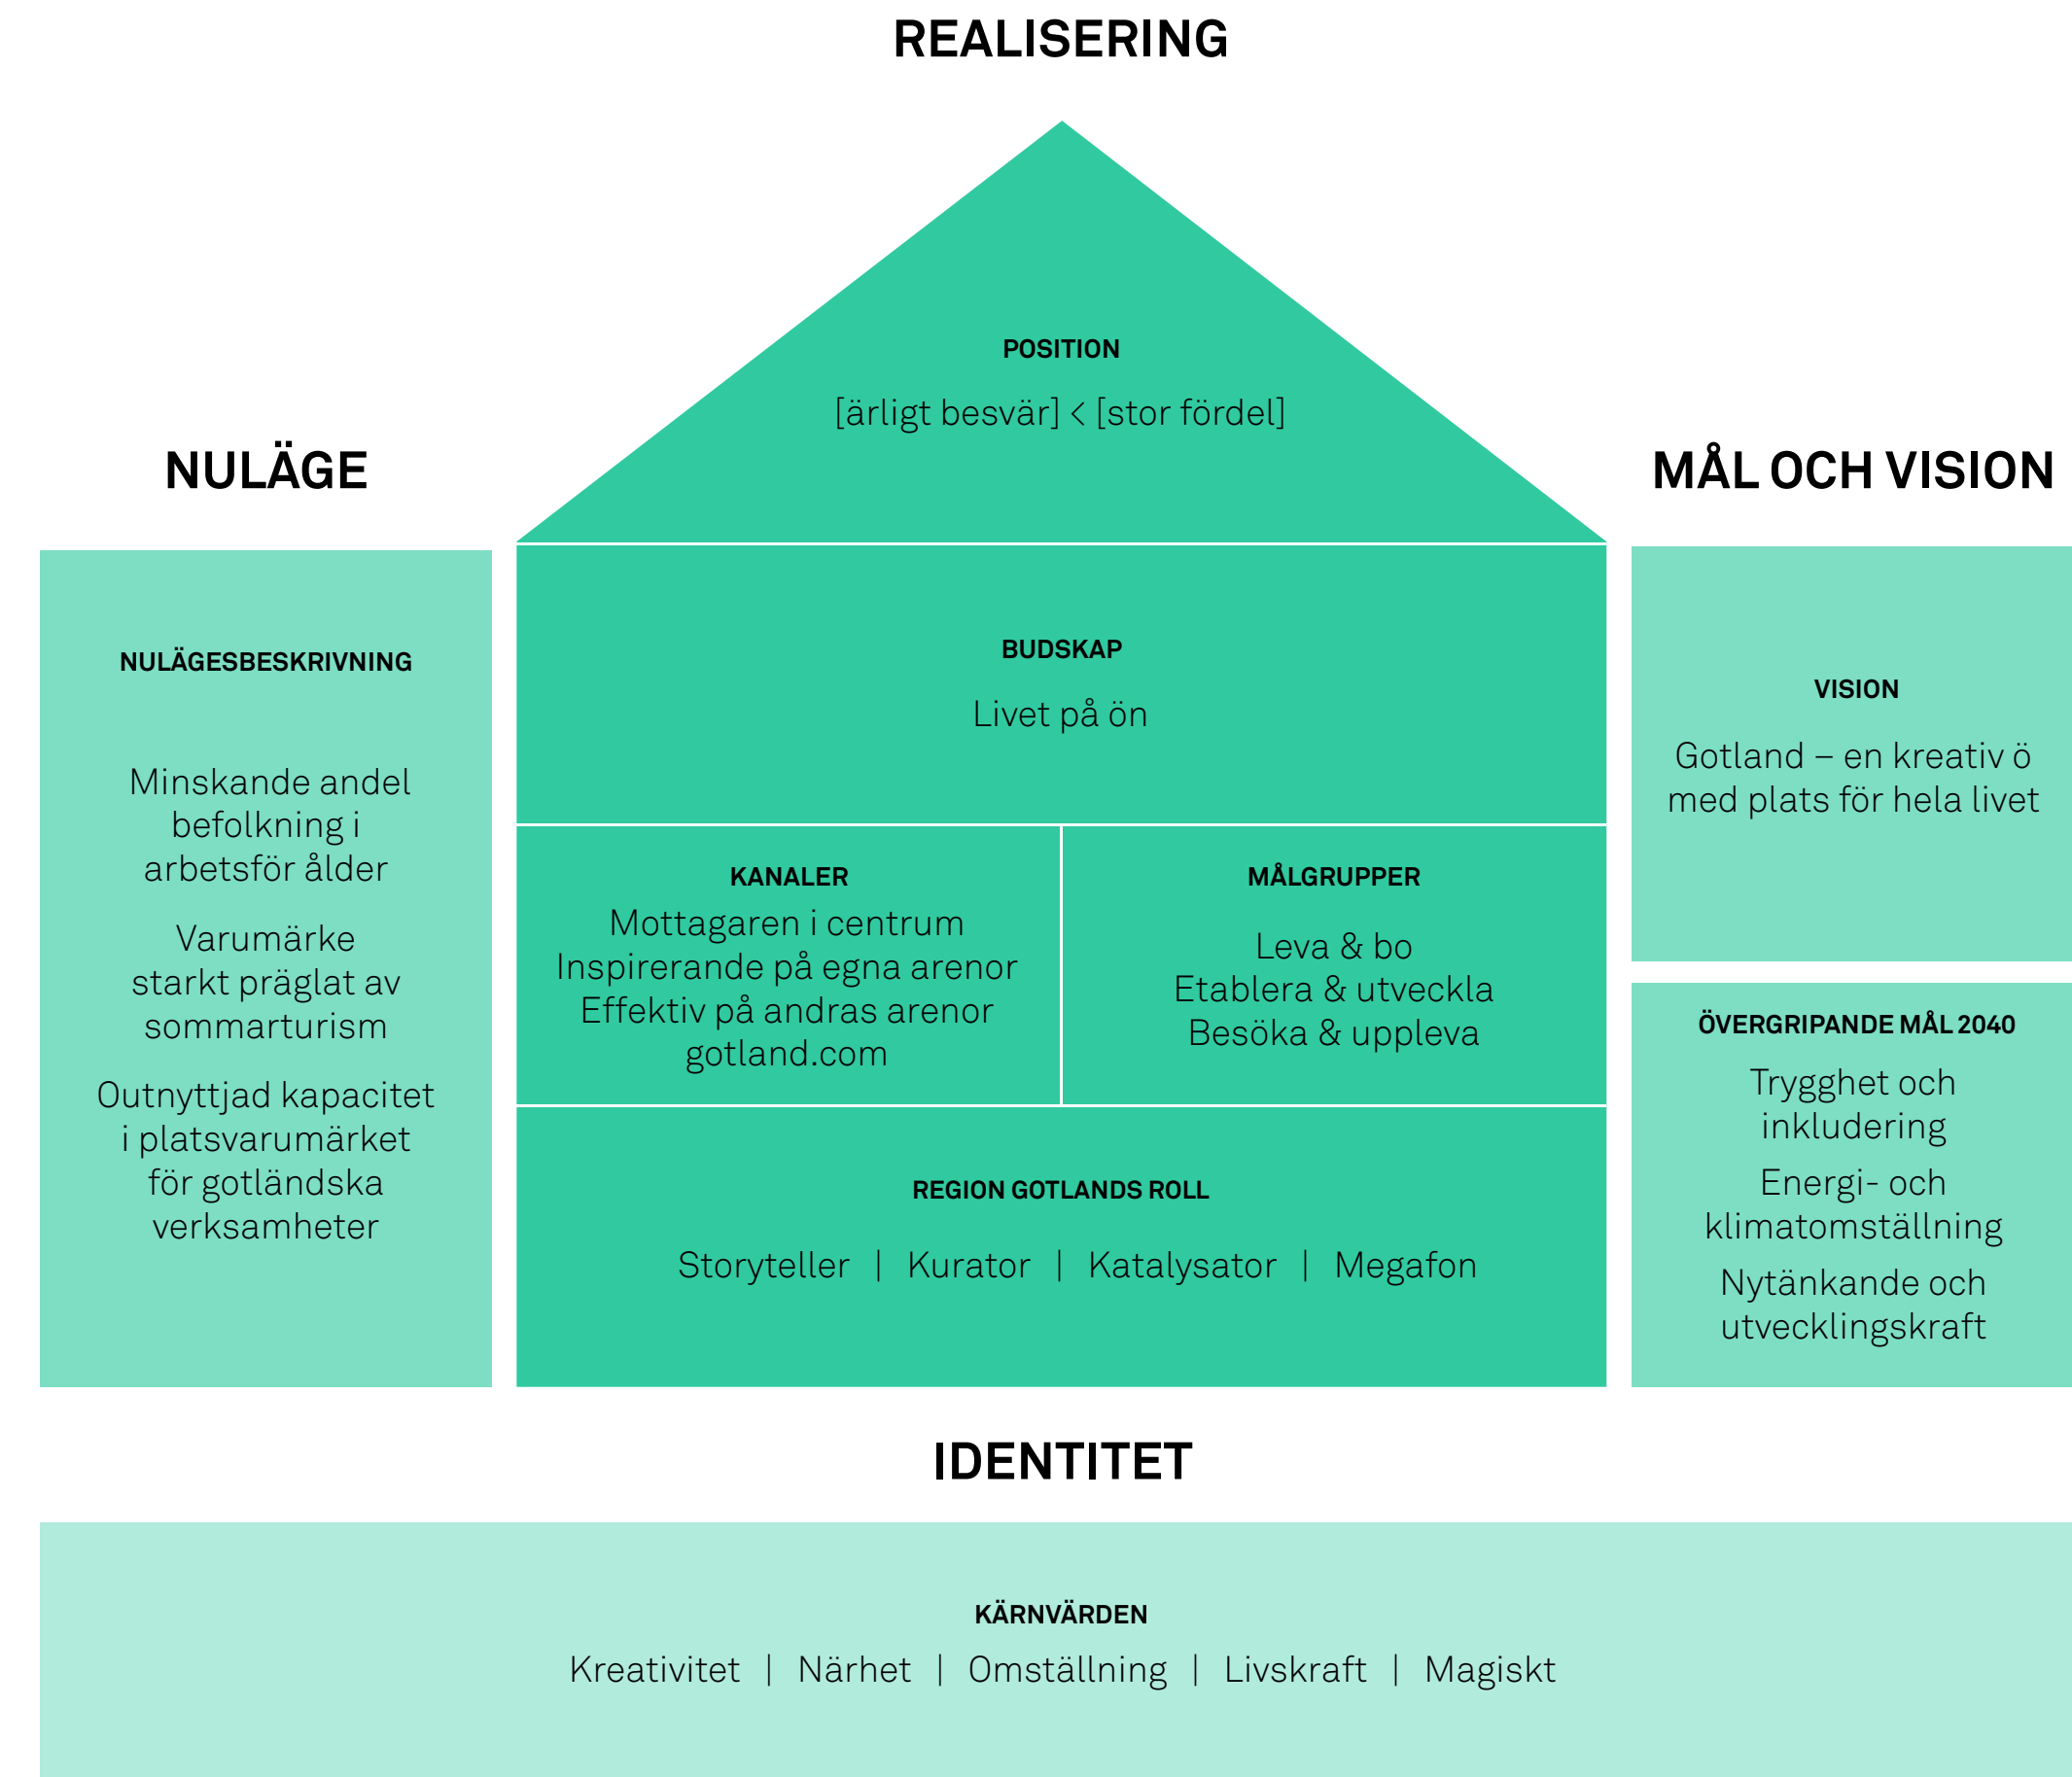 REALISERING
POSITION
[ärligt besvär] < [stor fördel]
NULÄGE
NULÄGESBESKRIVNING
Minskande andel
befolkning i
arbetsför ålder
Varumärke
starkt präglat av
sommarturism
Outnyttjad kapacitet
i platsvarumärket
för gotländska
verksamheter
BUDSKAP
Livet på ön
KANALER
Mottagaren i centrum
Inspirerande på egna arenor
Effektiv på andras arenor
gotland.com
MÅLGRUPPER
Leva & bo
Etablera & utveckla
Besöka & uppleva
REGION GOTLANDS ROLL
Storyteller | Kurator | Katalysator | Megafon
MÅL OCH VISION
VISION
Gotland – en kreativ ö
med plats för hela livet
ÖVERGRIPANDE MÅL 2040
Trygghet och
inkludering
Energi- och
klimatomställning
Nytänkande och
utvecklingskraft
IDENTITET
KÄRNVÄRDEN
Kreativitet | Närhet | Omställning | Livskraft | Magiskt